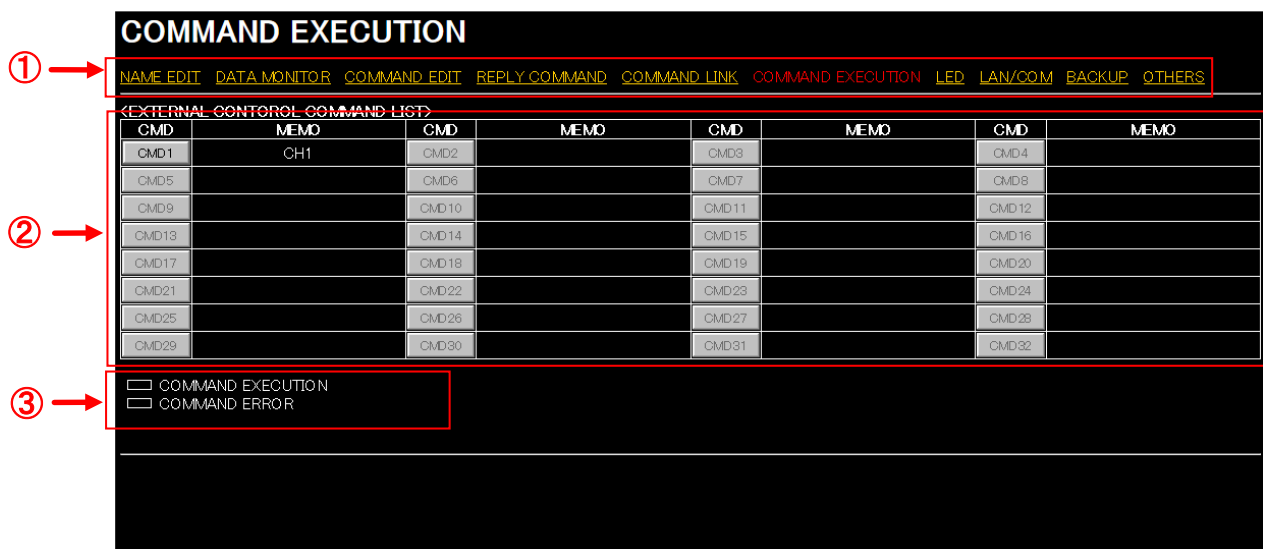 COMMAND EXECUTION
① NAME EDIT DATA MONITOR COMMAND EDIT REPLY COMMAND COMMAND LINK COMMAND EXECUTION LED LAN/COM BACKUP OTHERS
<EXTERNAL CONTOROL COMMAND LIST>
CMD MEMO CMD MEMO CMD MEMO CMD MEMO
CMD1 CH1 CMD2 CMD3 CMD4
CMD5 CMD6 CMD7 CMD8
CMD9 CMD10 CMD11 CMD12
② CMD13 CMD14 CMD15 CMD16
CMD17 CMD18 CMD19 CMD20
CMD21 CMD22 CMD23 CMD24
CMD25 CMD26 CMD27 CMD28
CMD29 CMD30 CMD31 CMD32
COMMAND EXECUTION
③ COMMAND ERROR